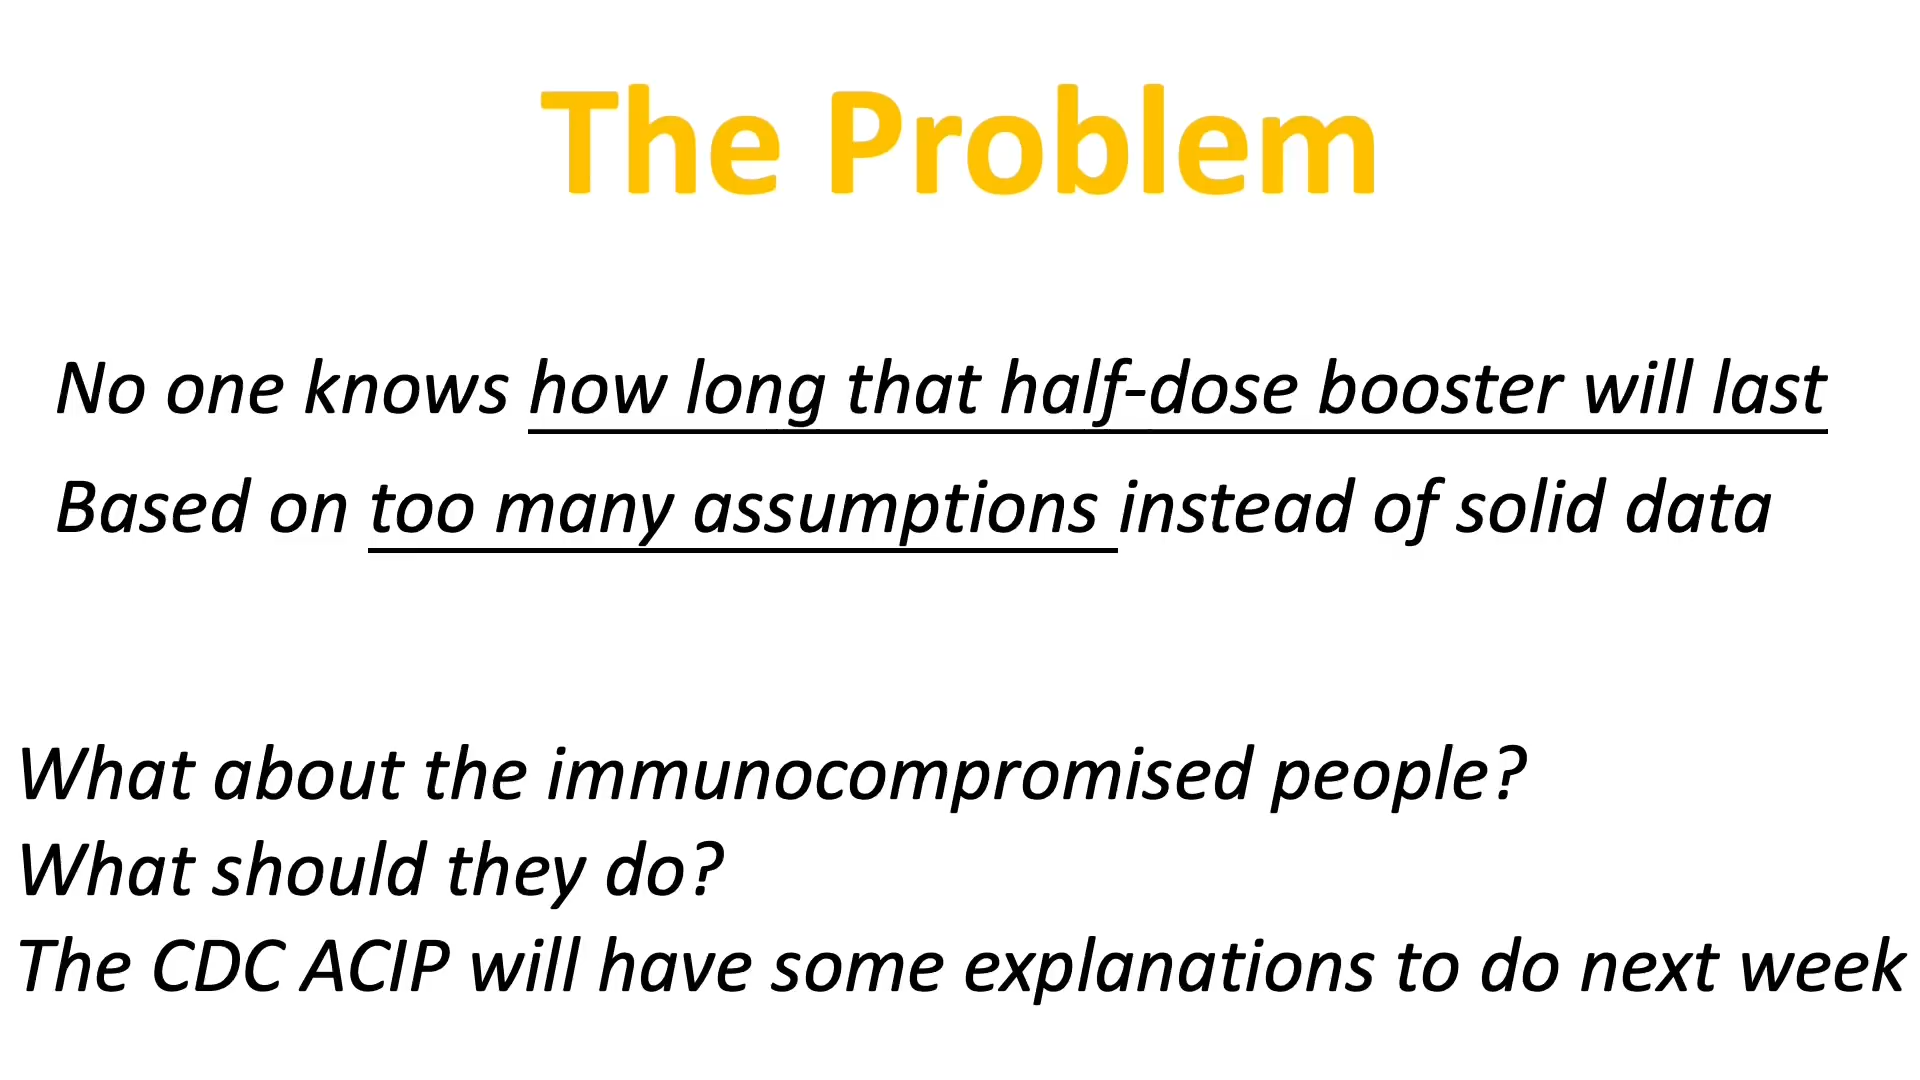 The Problem
No one knows how long that half-dose booster will last
Based on too many assumptions instead of solid data
What about the immunocompromised people?
What should they do?
The CDC ACIP will have some explanations to do next week